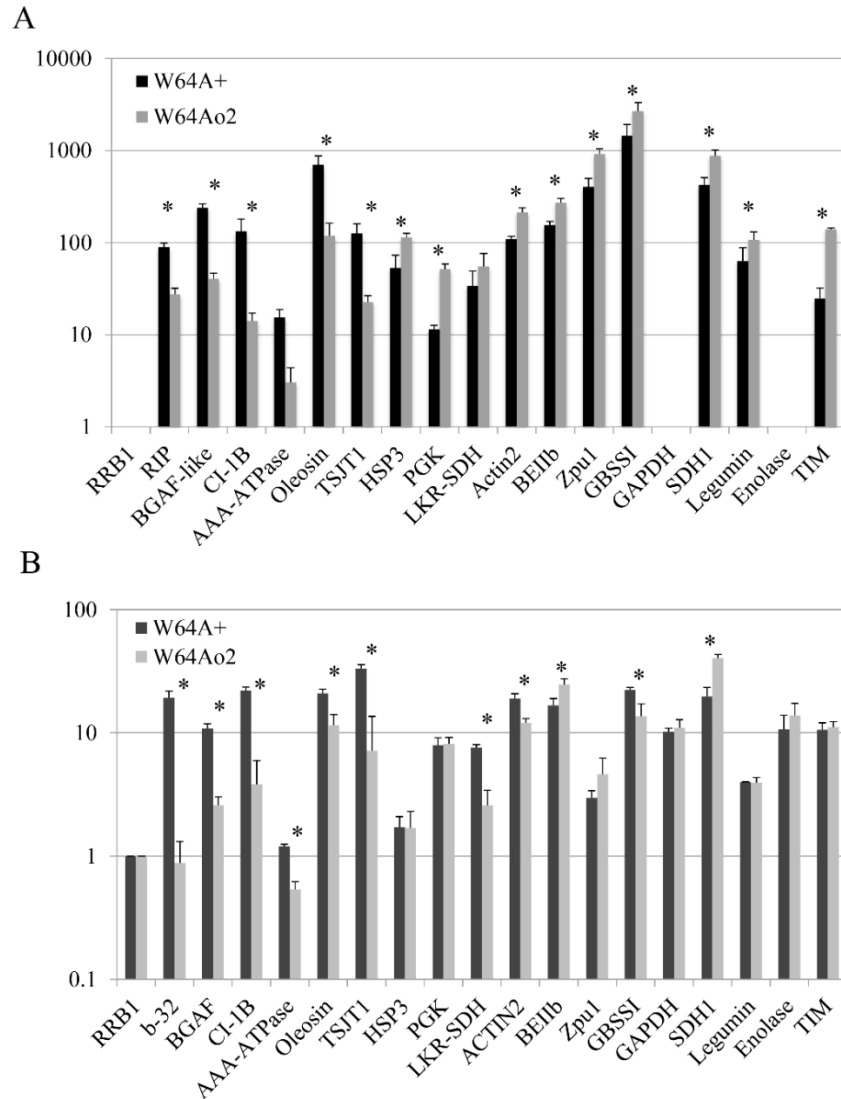 A
10000
1000
100
10
1
W64A+
W64Ao2
* * * * * * * * * * * * * * *
RRB1
RIP
BGAF-like
CI-1B
AAA-ATPase
Oleosin
TSJT1
HSP3
PGK
LKR-SDH
Actin2
BEIIb
Zpu1
GBSSI
GAPDH
SDH1
Legumin
Enolase
TIM
B
100
10
1
0.1
W64A+
W64Ao2
* * * * * * * * * * *
RRB1
b-32
BGAF
CI-1B
AAA-ATPase
Oleosin
TSJT1
HSP3
PGK
LKR-SDH
ACTIN2
BEIIb
Zpu1
GBSSI
GAPDH
SDH1
Legumin
Enolase
TIM